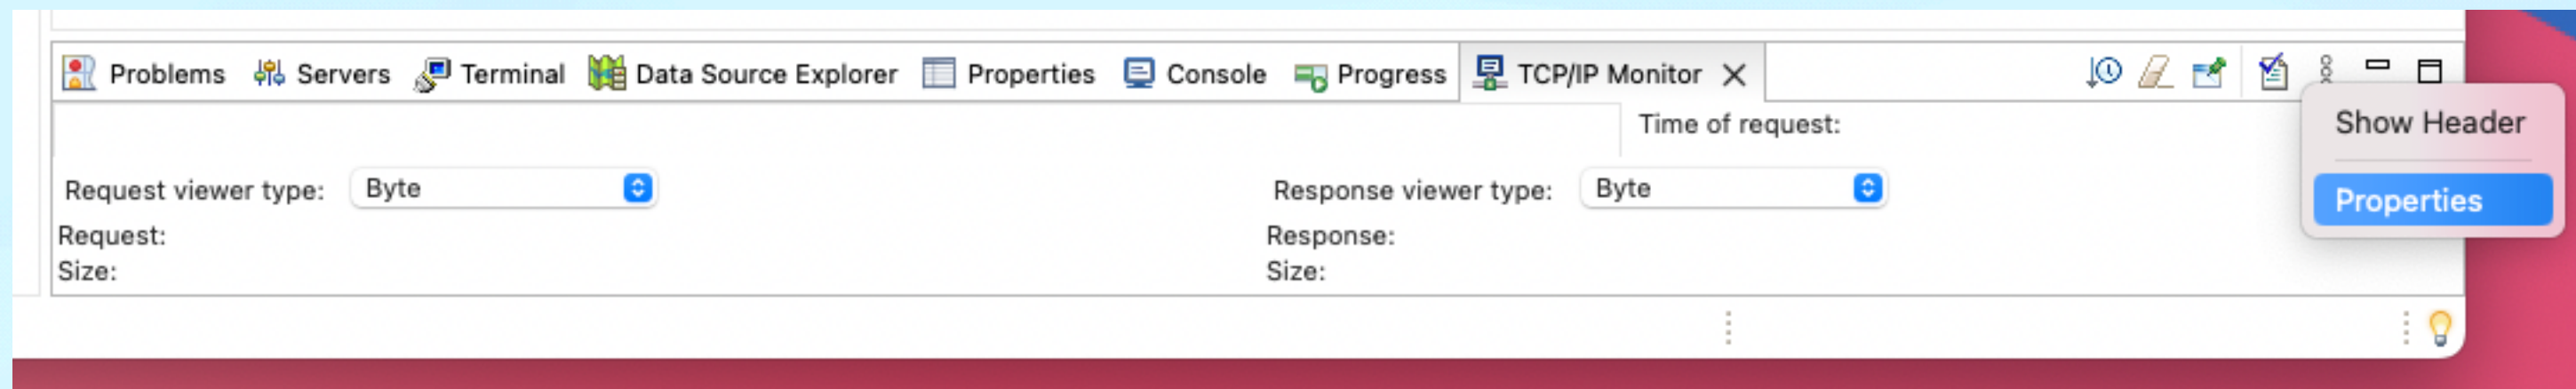 Problems Servers Terminal Data Source Explorer Properties Console Progress TCP/IP Monitor
Time of request:
Show Header
Request viewer type: Byte Response viewer type: Byte
Properties
Request: Response:
Size: Size: